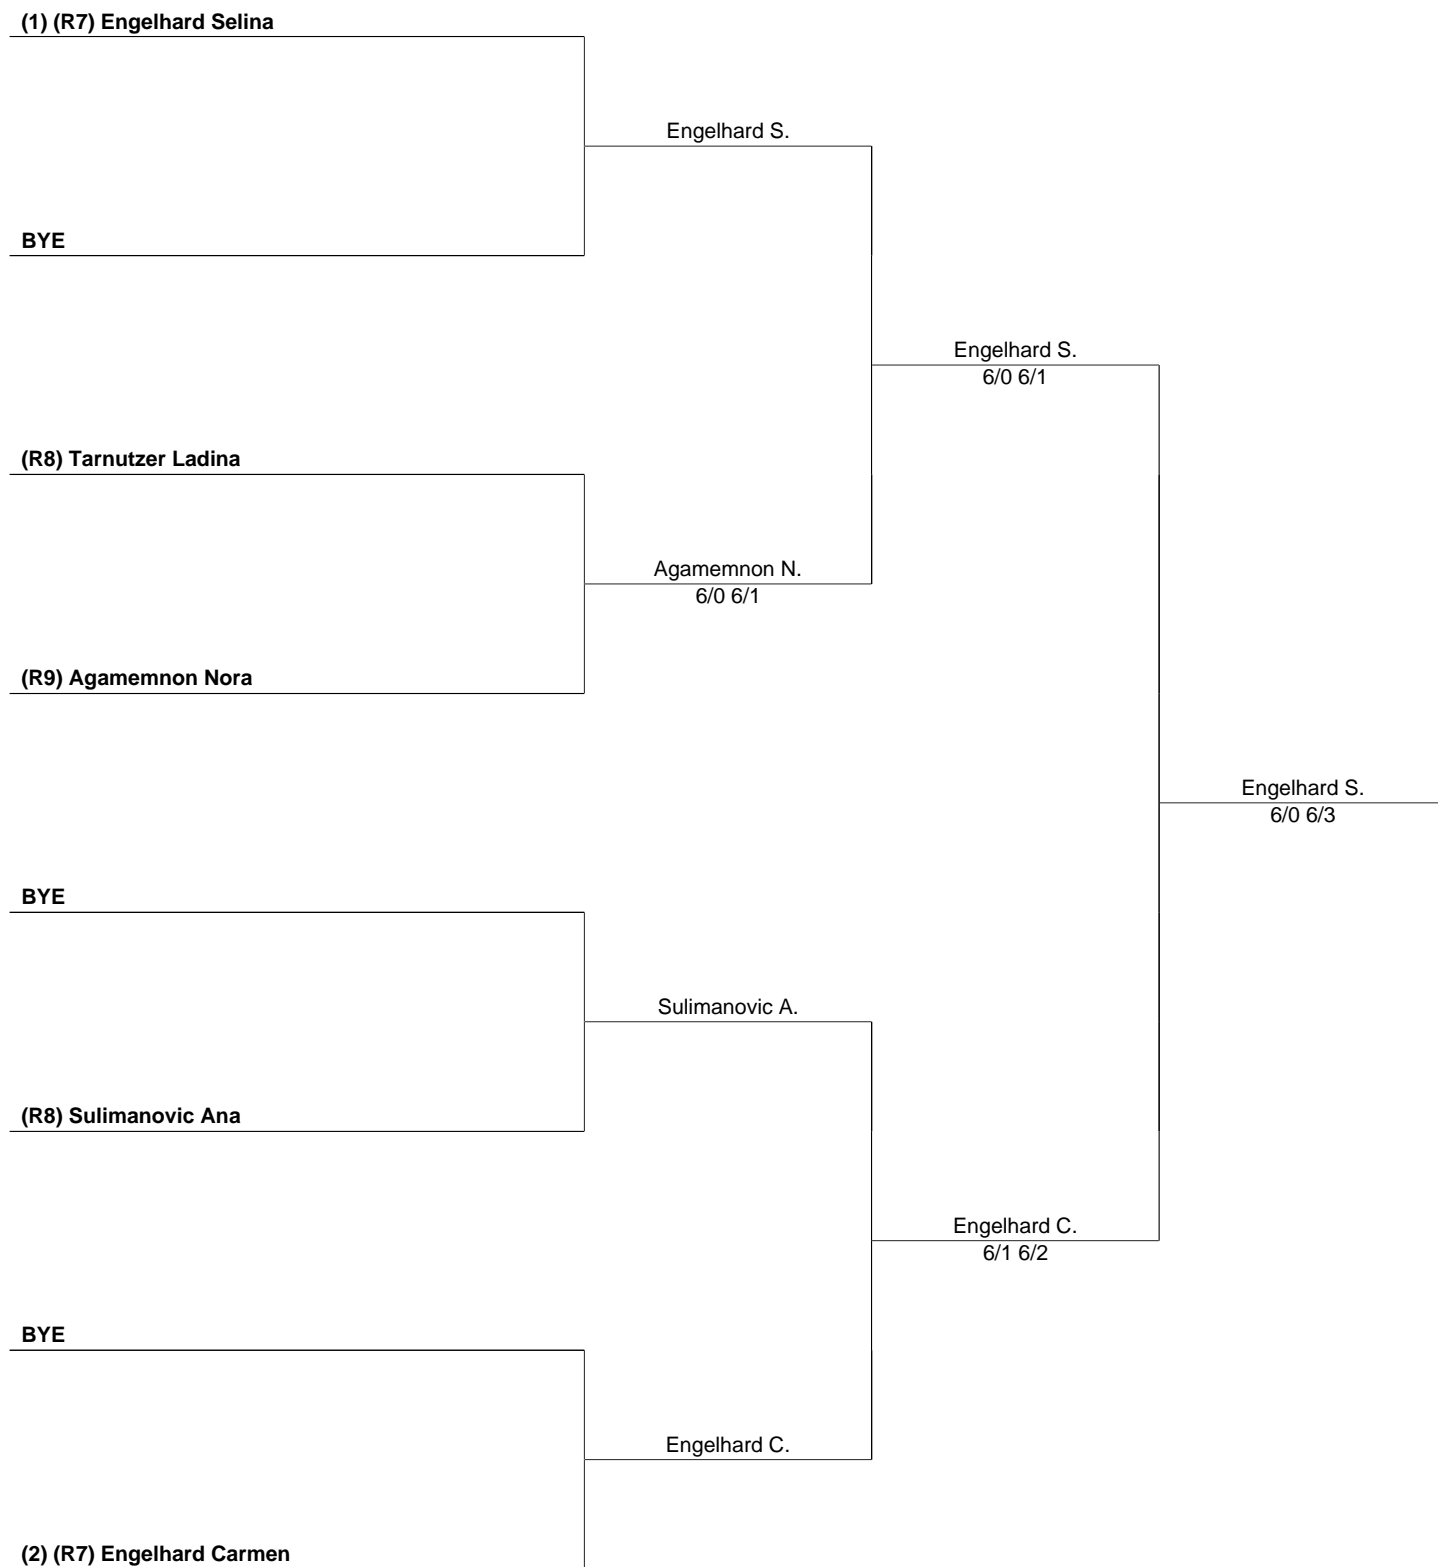 (1) (R7) Engelhard Selina
Engelhard S.
BYE
Engelhard S.
6/0 6/1
(R8) Tarnutzer Ladina
Agamemnon N.
6/0 6/1
(R9) Agamemnon Nora
Engelhard S.
6/0 6/3
BYE
Sulimanovic A.
(R8) Sulimanovic Ana
Engelhard C.
6/1 6/2
BYE
Engelhard C.
(2) (R7) Engelhard Carmen